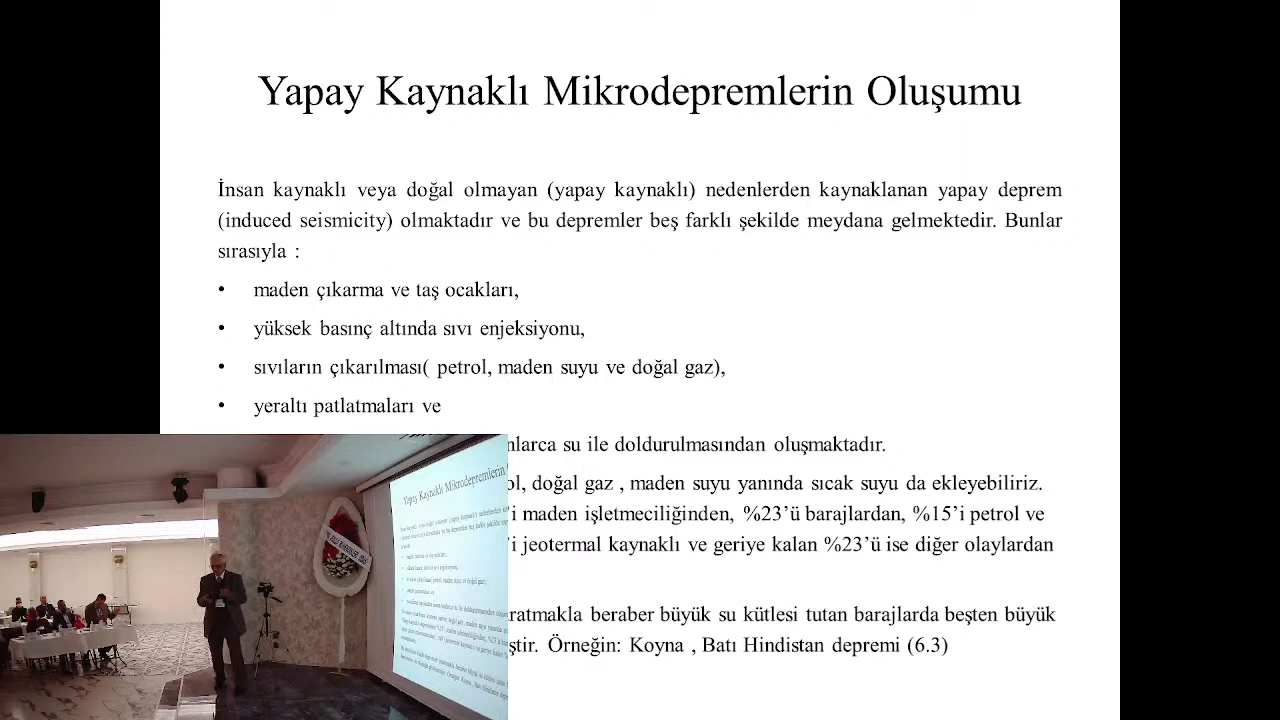 Yapay Kaynaklı Mikrodepremlerin Oluşumu
İnsan kaynaklı veya doğal olmayan (yapay kaynaklı) nedenlerden kaynaklanan yapay deprem
(induced seismicity) olmaktadır ve bu depremler beş farklı şekilde meydana gelmektedir. Bunlar
sırasıyla :
• maden çıkarma ve taş ocakları,
• yüksek basınç altında sıvı enjeksiyonu,
• sıvıların çıkarılması( petrol, maden suyu ve doğal gaz),
• yeraltı patlatmaları ve
su ile doldurulmasından oluşmaktadır.
doğal gaz , maden suyu yanında sıcak suyu da ekleyebiliriz.
maden işletmeciliğinden, %23’ü barajlardan, %15’i petrol ve
jeotermal kaynaklı ve geriye kalan %23’ü ise diğer olaylardan
beraber büyük su kütlesi tutan barajlarda beşten büyük
Örneğin: Koyna , Batı Hindistan depremi (6.3)
Yapay Kaynaklı Mikrodepremlerin